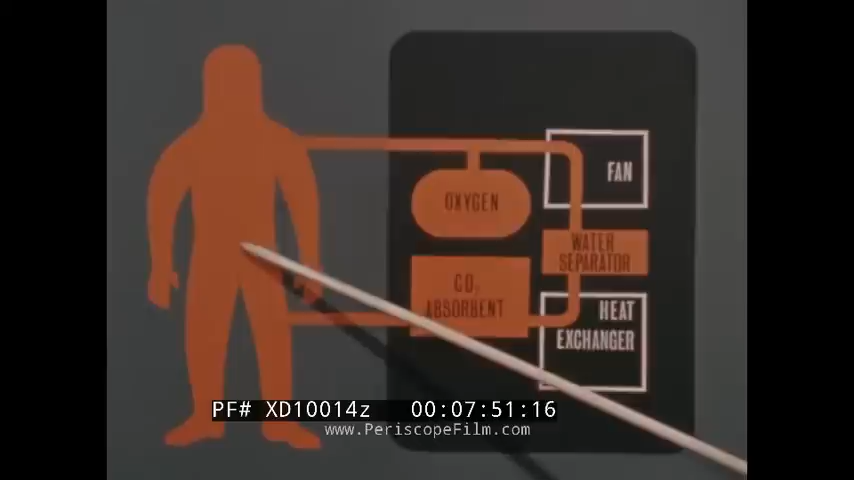 FAN
OXYGEN
WATER
SEPARATOR
CO₂
ABSORBENT
HEAT
EXCHANGER
PF# XD10014z 00:07:51:16
www.PeriscopeFilm.com